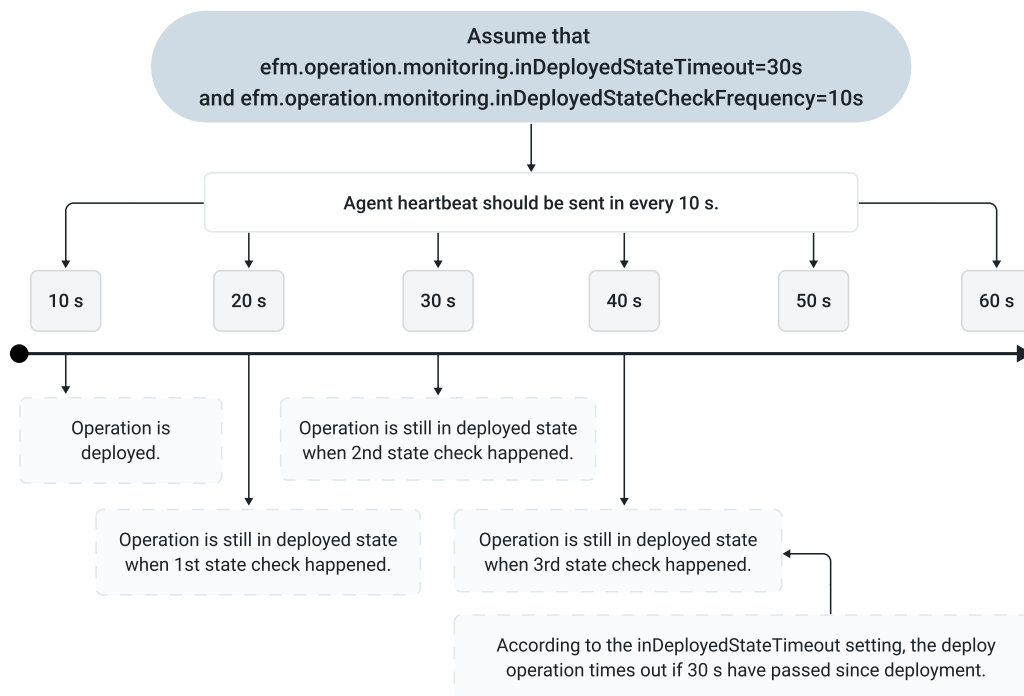 Assume that
efm.operation.monitoring.inDeployedStateTimeout=30s
and efm.operation.monitoring.inDeployedStateCheckFrequency=10s
Agent heartbeat should be sent in every 10 s.
10 s
20 s
30 s
40 s
50 s
60 s
Operation is
deployed.
Operation is still in deployed state
when 2nd state check happened.
Operation is still in deployed state
when 1st state check happened.
Operation is still in deployed state
when 3rd state check happened.
According to the inDeployedStateTimeout setting, the deploy
operation times out if 30 s have passed since deployment.